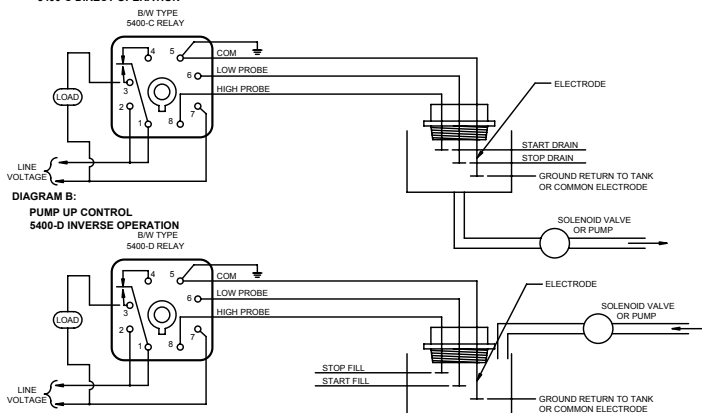 5400-C DIRECT OPERATION
B/W TYPE
5400-C RELAY
4
5
COM
6
LOW PROBE
HIGH PROBE
3
2
1
8
7
LOAD
LINE
VOLTAGE
ELECTRODE
START DRAIN
STOP DRAIN
GROUND RETURN TO TANK
OR COMMON ELECTRODE
SOLENOID VALVE
OR PUMP
DIAGRAM B:
PUMP UP CONTROL
5400-D INVERSE OPERATION
B/W TYPE
5400-D RELAY
4
5
COM
6
LOW PROBE
HIGH PROBE
3
2
1
8
7
LOAD
LINE
VOLTAGE
ELECTRODE
SOLENOID VALVE
OR PUMP
STOP FILL
START FILL
GROUND RETURN TO TANK
OR COMMON ELECTRODE